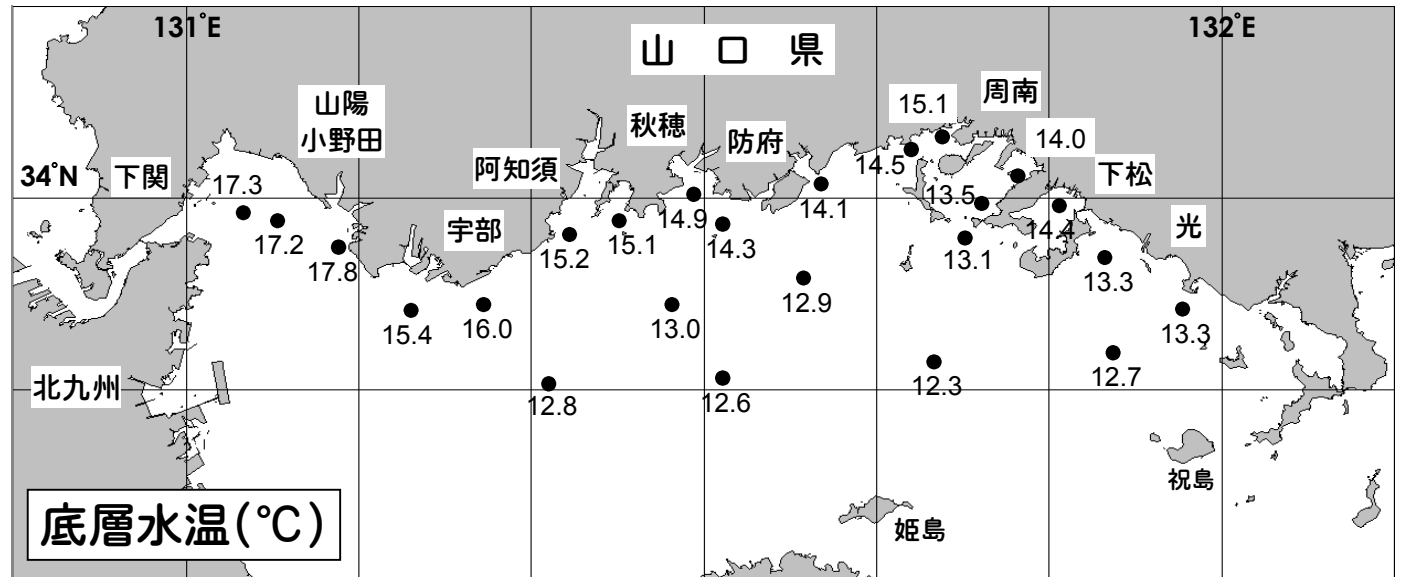 131°E
132°E
山口県
山陽
小野田
秋穂
防府
15.1
周南
14.0
34°N
下関
17.3
阿知須
14.5
下松
13.5
17.2
宇部
14.9
14.1
14.4
光
17.8
15.2
15.1
14.3
13.1
13.3
12.9
15.4
16.0
13.0
13.3
北九州
12.8
12.6
12.3
12.7
祝島
底層水温(℃)
姫島